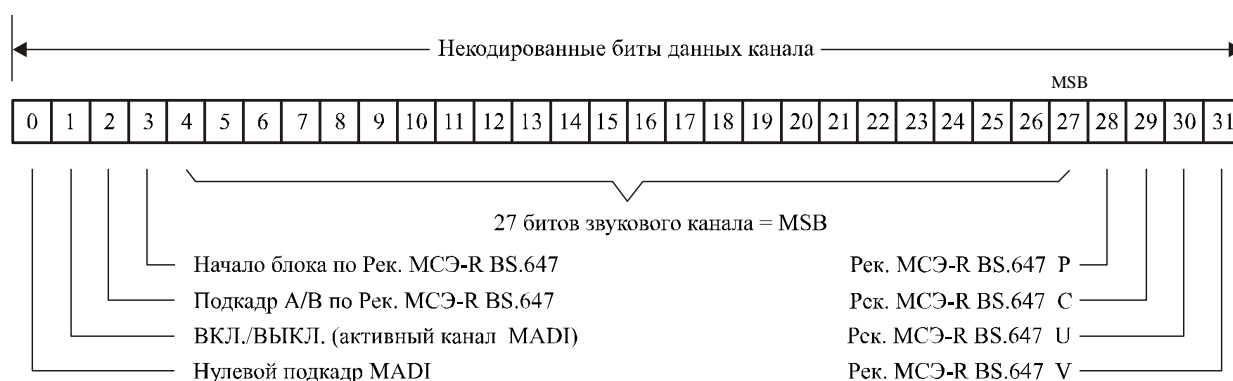 Некодированные биты данных канала
MSB
0 1 2 3 4 5 6 7 8 9 10 11 12 13 14 15 16 17 18 19 20 21 22 23 24 25 26 27 28 29 30 31
27 битов звукового канала = MSB
Начало блока по Рек. МСЭ-R BS.647
Рек. МСЭ-R BS.647 P
Подкадр A/B по Рек. МСЭ-R BS.647
Рек. МСЭ-R BS.647 C
ВКЛ./ВЫКЛ. (активный канал MADI)
Рек. МСЭ-R BS.647 U
Нулевой подкадр MADI
Рек. МСЭ-R BS.647 V